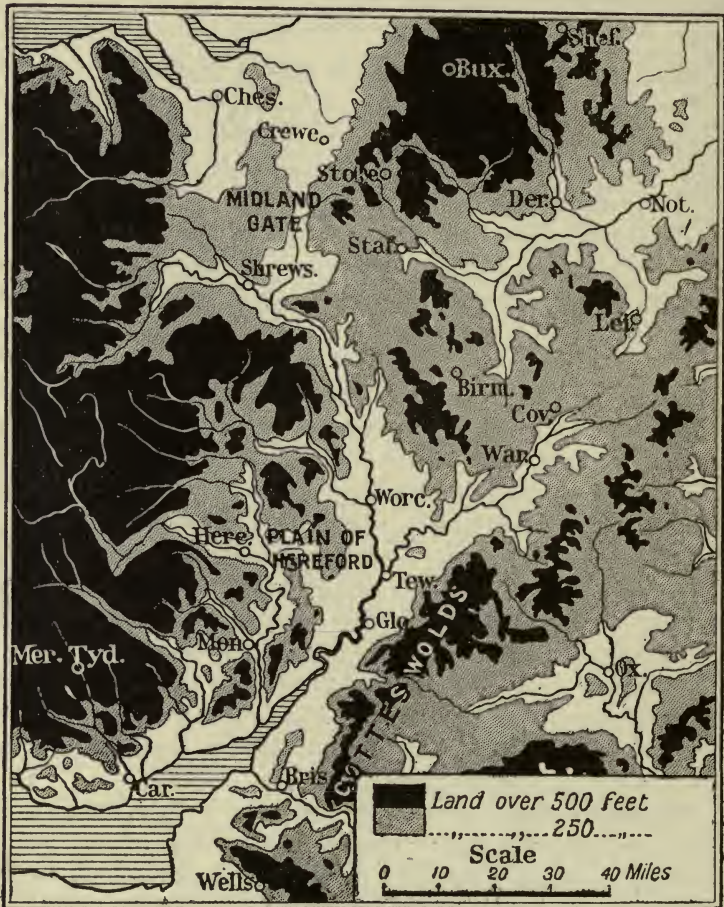 Shef.
Bux.
Ches.
Crewe
Stoke
MIDLAND
GATE
Der.
Not.
Staf.
Shrews.
Lei.
Birm.
Cov.
War.
Worc.
Here.
PLAIN OF
HEREFORD
Tew.
Glo.
COTTESWOLDS
Mon.
Mer. Tyd.
Ox.
Car.
Bris.
Wells
Land over 500 feet
...,,......,,...250...,,...
Scale
0 10 20 30 40 Miles